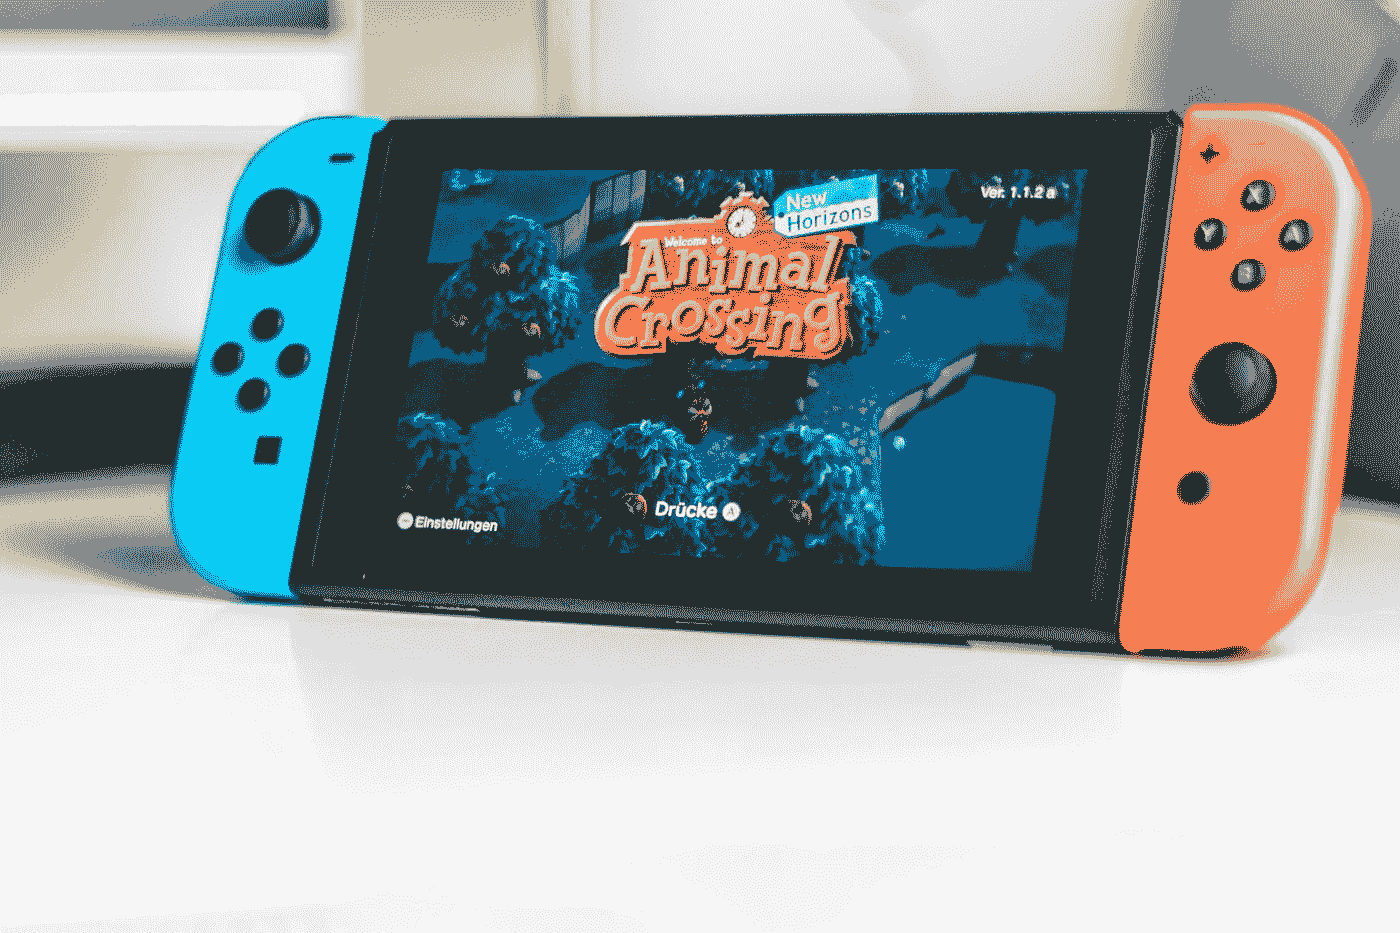 New
Horizons
Ver. 1.1.2 a
Welcome to
Animal
Crossing
Drücke A
Einstellungen
X
Y
A
B